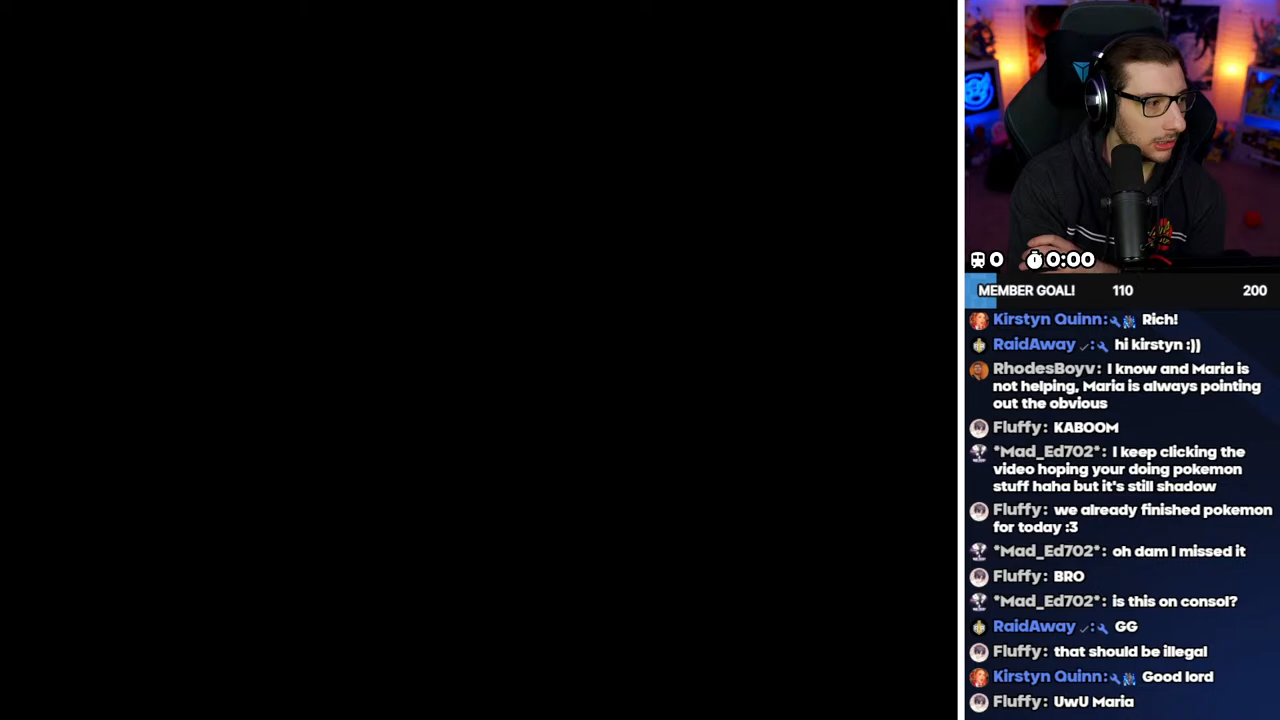 0 0:00
MEMBER GOAL! 110 200
Kirstyn Quinn: Rich!
RaidAway: hi kirstyn :))
RhodesBoyv: I know and Maria is
not helping, Maria is always pointing
out the obvious
Fluffy: KABOOM
*Mad_Ed702*: I keep clicking the
video hoping your doing pokemon
stuff haha but it's still shadow
Fluffy: we already finished pokemon
for today :3
*Mad_Ed702*: oh dam I missed it
Fluffy: BRO
*Mad_Ed702*: is this on consol?
RaidAway: GG
Fluffy: that should be illegal
Kirstyn Quinn: Good lord
Fluffy: UwU Maria